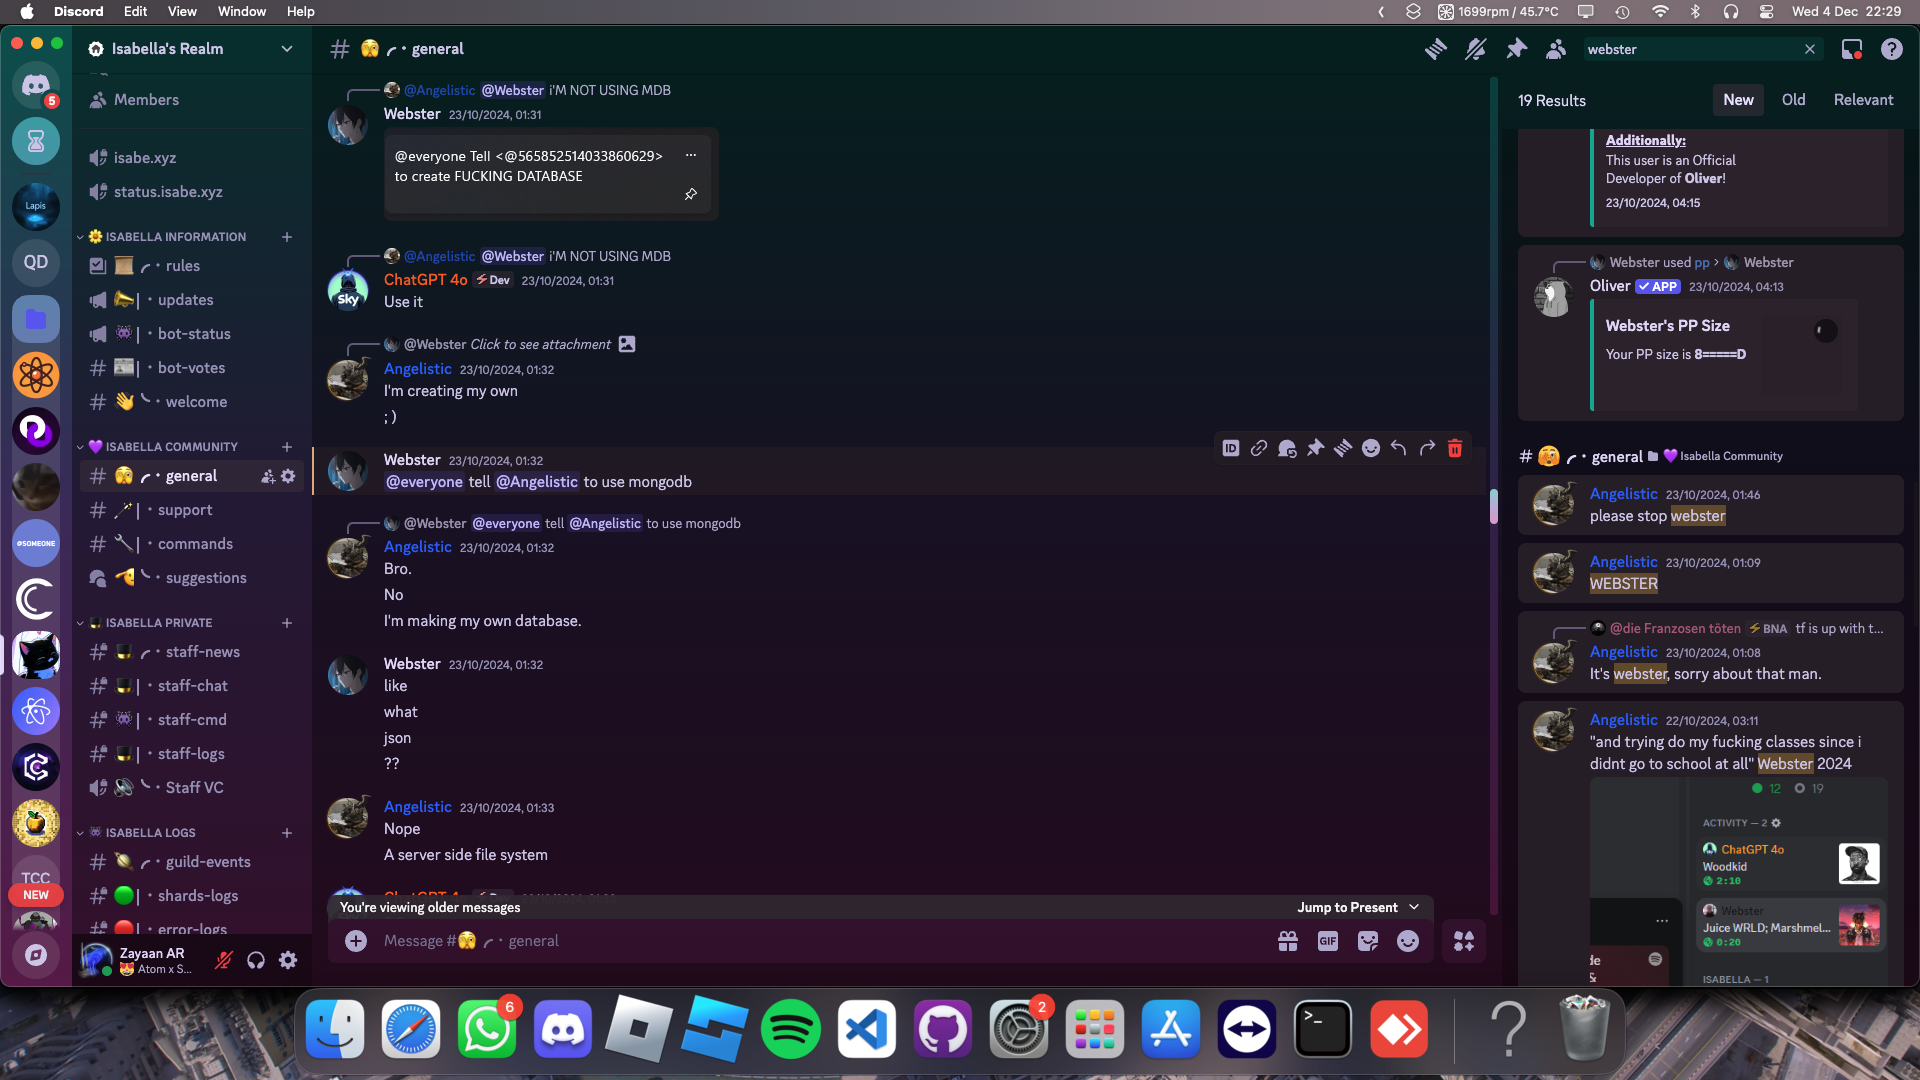 Discord Edit View Window Help
1699rpm / 45.7°C Wed 4 Dec 22:29
Isabella's Realm
Members
isabe.xyz
status.isabe.xyz
ISABELLA INFORMATION
rules
updates
bot-status
bot-votes
welcome
ISABELLA COMMUNITY
general
support
commands
suggestions
ISABELLA PRIVATE
staff-news
staff-chat
staff-cmd
staff-logs
Staff VC
ISABELLA LOGS
guild-events
shards-logs
error-logs
5
Lapis
QD
@SOMEONE
TCC
NEW
Zayaan AR
Atom x S...
general
@Angelistic @Webster i'M NOT USING MDB
Webster 23/10/2024, 01:31
@everyone Tell <@565852514033860629>
to create FUCKING DATABASE
@Angelistic @Webster i'M NOT USING MDB
ChatGPT 4o Dev 23/10/2024, 01:31
Sky
Use it
@Webster Click to see attachment
Angelistic 23/10/2024, 01:32
I'm creating my own
; )
Webster 23/10/2024, 01:32
ID
@everyone tell @Angelistic to use mongodb
@Webster @everyone tell @Angelistic to use mongodb
Angelistic 23/10/2024, 01:32
Bro.
No
I'm making my own database.
Webster 23/10/2024, 01:32
like
what
json
??
Angelistic 23/10/2024, 01:33
Nope
A server side file system
You're viewing older messages Jump to Present
Message # general
GIF
webster
19 Results New Old Relevant
Additionally:
This user is an Official
Developer of Oliver!
23/10/2024, 04:15
Webster used pp > Webster
Oliver APP 23/10/2024, 04:13
Webster's PP Size
Your PP size is 8=====D
# general Isabella Community
Angelistic 23/10/2024, 01:46
please stop webster
Angelistic 23/10/2024, 01:09
WEBSTER
@die Franzosen töten BNA tf is up with t...
Angelistic 23/10/2024, 01:08
It's webster, sorry about that man.
Angelistic 22/10/2024, 03:11
"and trying do my fucking classes since i
didnt go to school at all" Webster 2024
12 19
ACTIVITY — 2
ChatGPT 4o
Woodkid
2:10
Webster
Juice WRLD; Marshmel...
0:20
de
&
ISABELLA — 1
6
2